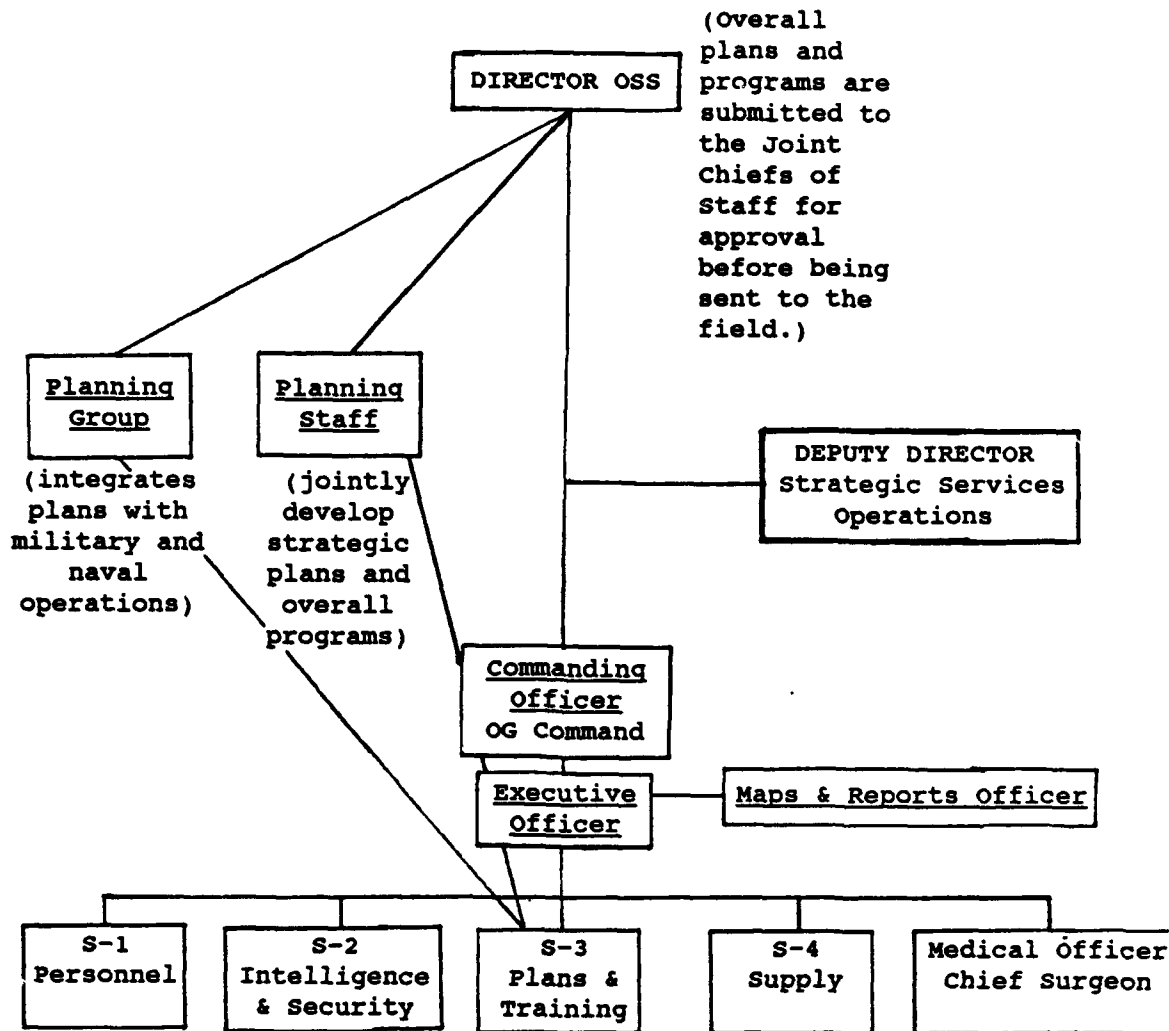 DIRECTOR OSS
(Overall
plans and
programs are
submitted to
the Joint
Chiefs of
Staff for
approval
before being
sent to the
field.)
Planning
Group
(integrates
plans with
military and
naval
operations)
Planning
Staff
(jointly
develop
strategic
plans and
overall
programs)
DEPUTY DIRECTOR
Strategic Services
Operations
Commanding
Officer
OG Command
Executive
Officer
Maps & Reports Officer
S-1
Personnel
S-2
Intelligence
& Security
S-3
Plans &
Training
S-4
Supply
Medical Officer
Chief Surgeon